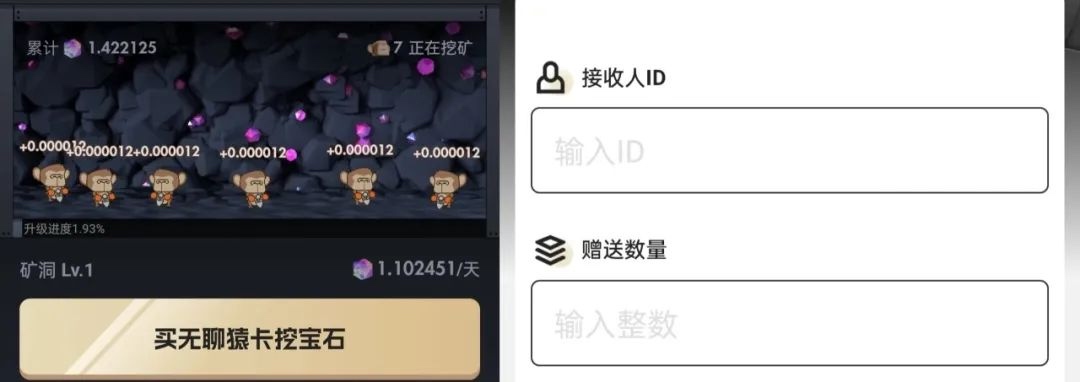 累计 1.422125
7 正在挖矿
+0.000012
+0.000012
+0.000012
+0.000012
+0.000012
+0.000012
升级进度1.93%
矿洞 Lv.1
1.102451/天
买无聊猿卡挖宝石
接收人ID
输入ID
赠送数量
输入整数